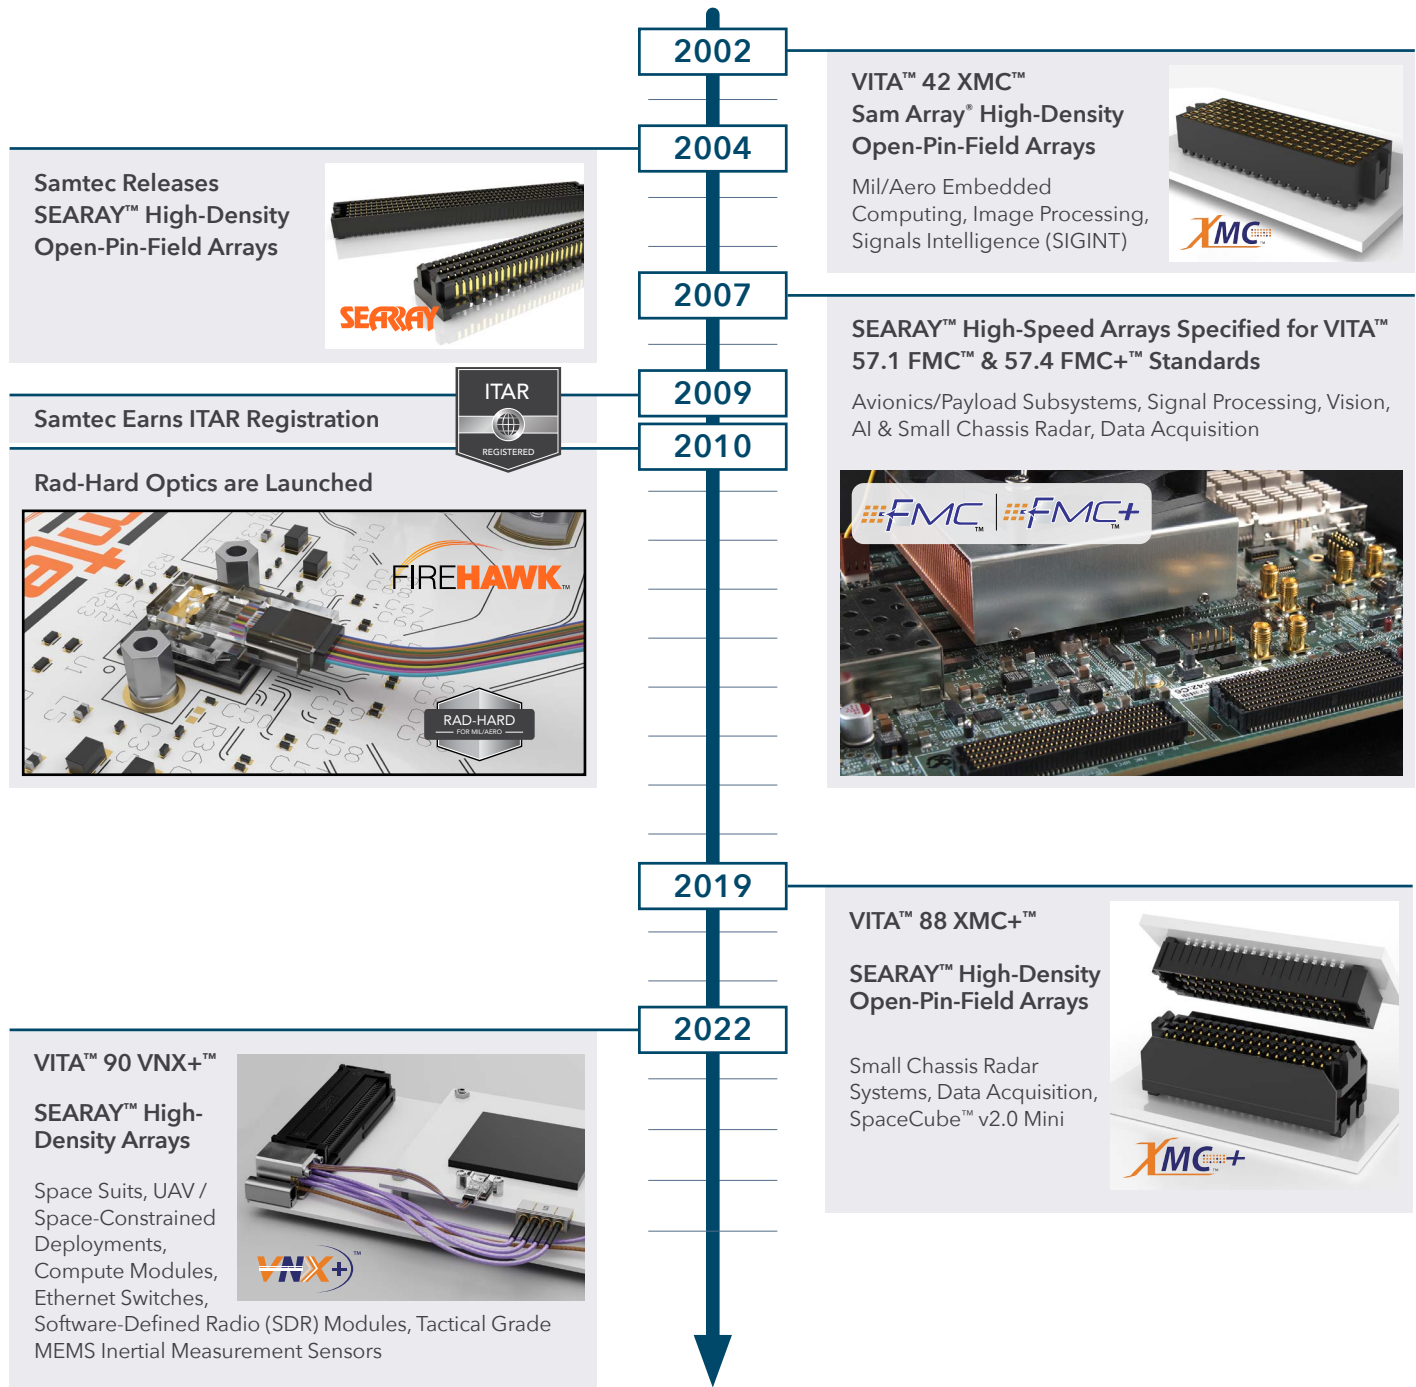 2002
VITA™ 42 XMC™
Sam Array® High-Density
Open-Pin-Field Arrays
Mil/Aero Embedded
Computing, Image Processing,
Signals Intelligence (SIGINT)
XMC™
2004
Samtec Releases
SEARAY™ High-Density
Open-Pin-Field Arrays
SEARAY
2007
SEARAY™ High-Speed Arrays Specified for VITA™
57.1 FMC™ & 57.4 FMC+™ Standards
Avionics/Payload Subsystems, Signal Processing, Vision,
AI & Small Chassis Radar, Data Acquisition
FMC™ FMC+™
2009
Samtec Earns ITAR Registration
ITAR
REGISTERED
2010
Rad-Hard Optics are Launched
FIREHAWK™
RAD-HARD
FOR MIL/AERO
2019
VITA™ 88 XMC+™
SEARAY™ High-Density
Open-Pin-Field Arrays
Small Chassis Radar
Systems, Data Acquisition,
SpaceCube™ v2.0 Mini
XMC™+
2022
VITA™ 90 VNX+™
SEARAY™ High-
Density Arrays
Space Suits, UAV /
Space-Constrained
Deployments,
Compute Modules,
Ethernet Switches,
Software-Defined Radio (SDR) Modules, Tactical Grade
MEMS Inertial Measurement Sensors
VNX+™